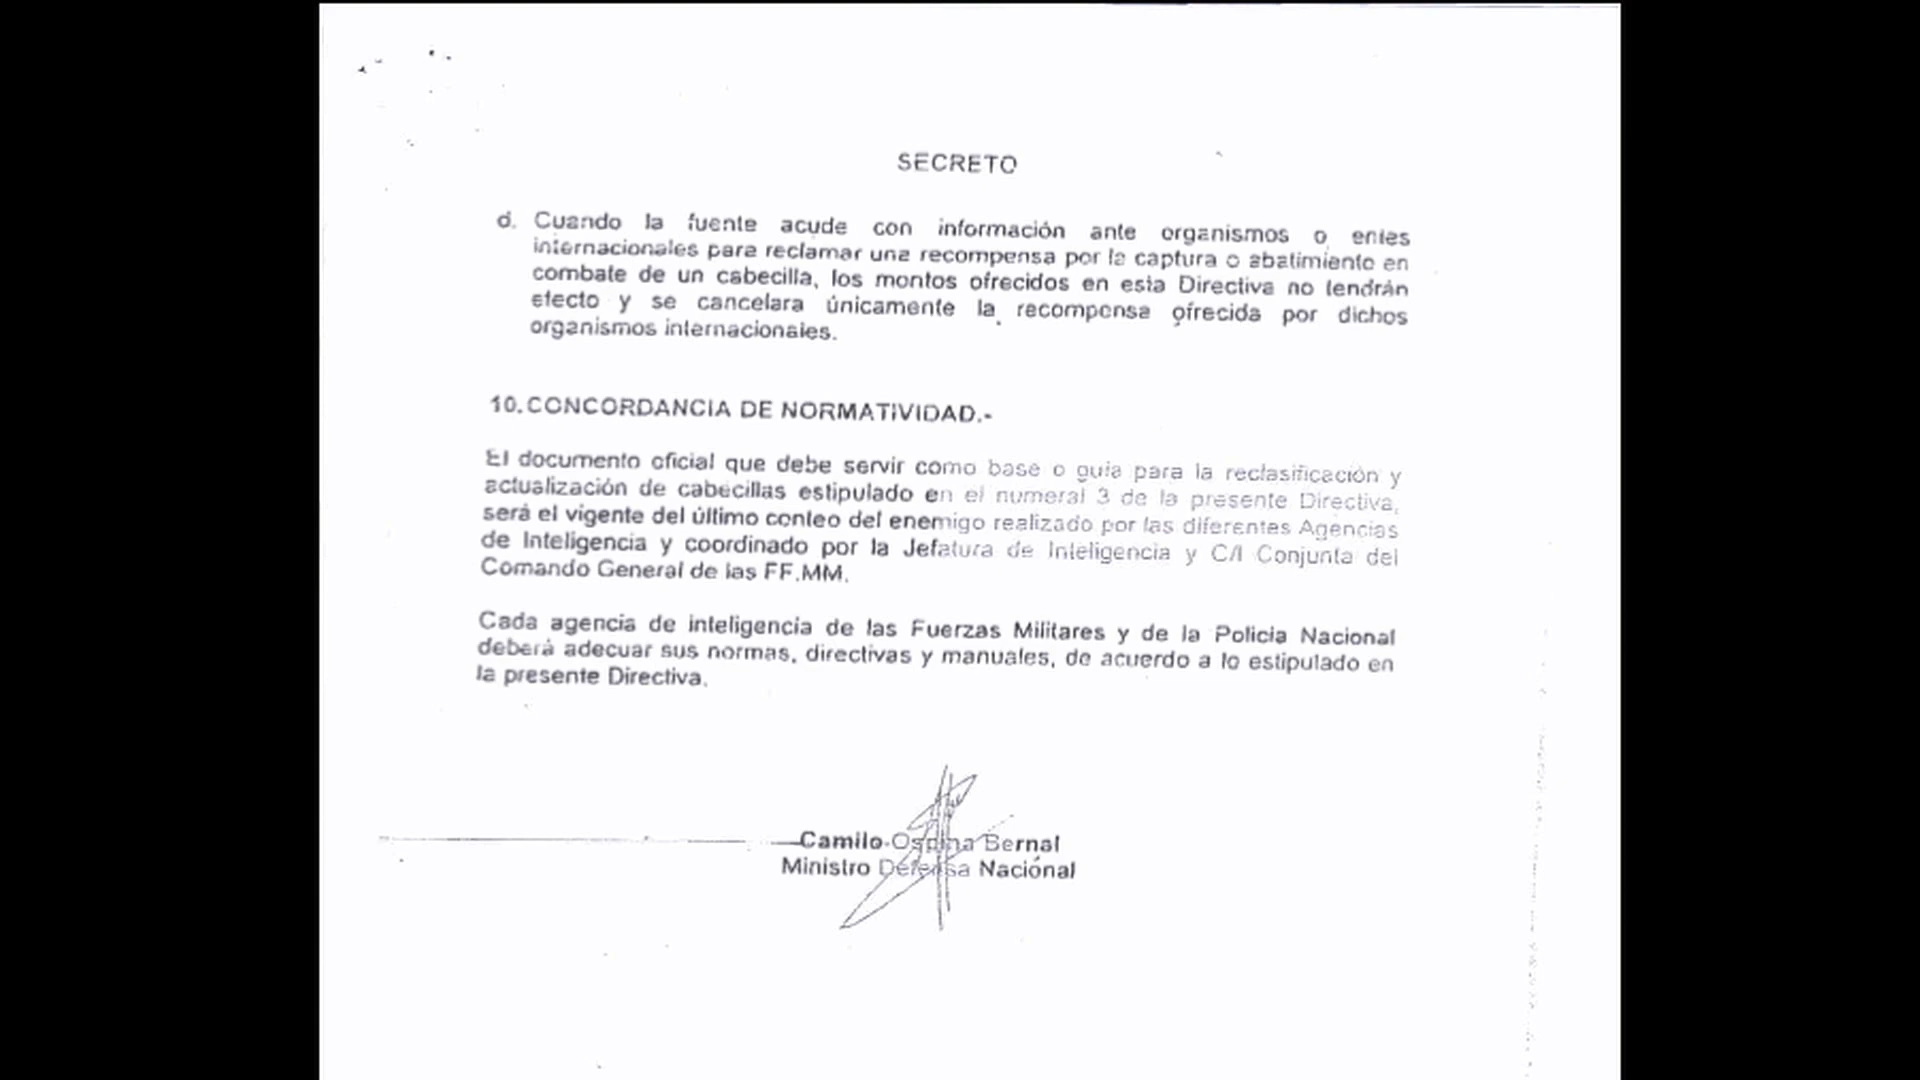 SECRETO
d. Cuando la fuente acude con información ante organismos o entes
internacionales para reclamar una recompensa por la captura o abatimiento en
combate de un cabecilla, los montos ofrecidos en esta Directiva no tendrán
efecto y se cancelara únicamente la recompensa ofrecida por dichos
organismos internacionales.
10. CONCORDANCIA DE NORMATIVIDAD.-
El documento oficial que debe servir como base o guia para la reclasificación y
actualización de cabecillas estipulado en el numeral 3 de la presente Directiva,
será el vigente del último conteo del enemigo realizado por las diferentes Agencias
de Inteligencia y coordinado por la Jefatura de Inteligencia y C/I Conjunta del
Comando General de las FF.MM.
Cada agencia de inteligencia de las Fuerzas Militares y de la Policia Nacional
deberá adecuar sus normas, directivas y manuales, de acuerdo a lo estipulado en
la presente Directiva.
Camilo Ospina Bernal
Ministro Defensa Nacional